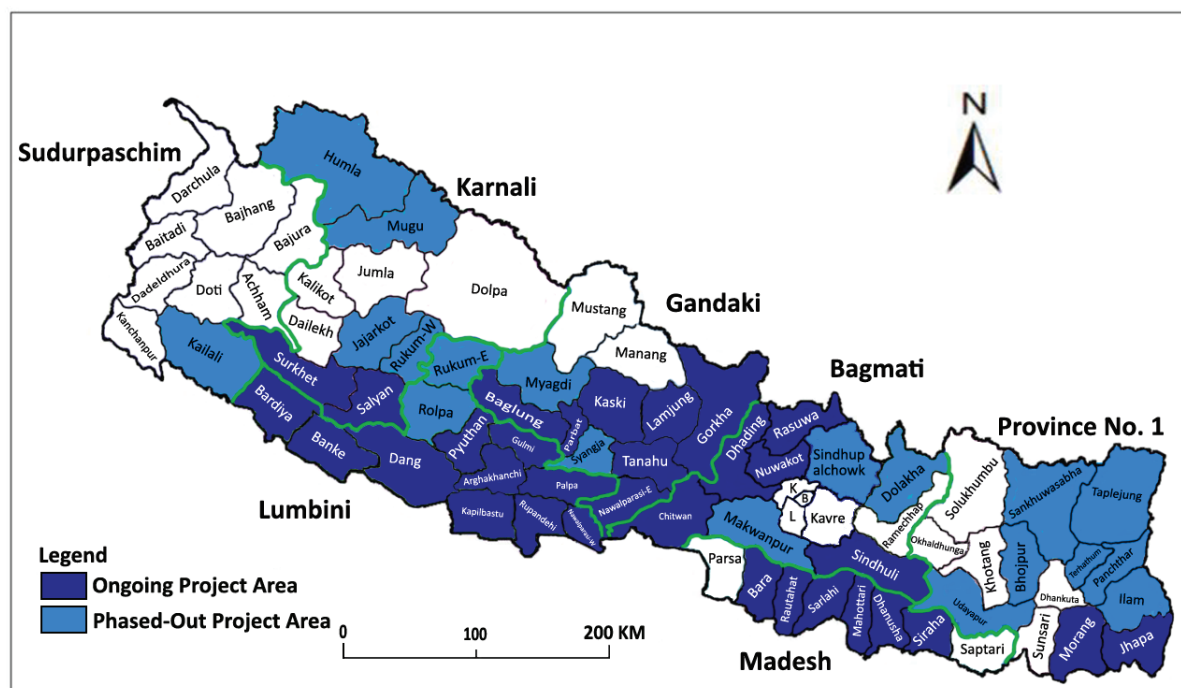 N
Sudurpaschim
Karnali
Gandaki
Bagmati
Province No. 1
Lumbini
Madesh
Darchula
Bajhang
Baitadi
Bajura
Dadeldhura
Doti
Achham
Kanchanpur
Kailali
Humla
Mugu
Jumla
Kalikot
Dolpa
Dailekh
Jajarkot
Rukum-W
Rukum-E
Surkhet
Salyan
Rolpa
Bardiya
Banke
Dang
Pyuthan
Gulmi
Arghakhanchi
Palpa
Kapilbastu
Rupandehi
Nawalparasi-W
Mustang
Manang
Myagdi
Baglung
Parbat
Kaski
Lamjung
Gorkha
Syangja
Tanahu
Nawalparasi-E
Dhading
Rasuwa
Nuwakot
Sindhup
alchowk
Dolakha
K
B
L
Kavre
Ramechhap
Chitwan
Makwanpur
Sindhuli
Parsa
Bara
Rautahat
Sarlahi
Mahottari
Dhanusha
Siraha
Saptari
Solukhumbu
Okhaldhunga
Khotang
Udayapur
Bhojpur
Sankhuwasabha
Taplejung
Terhathum
Panchthar
Dhankuta
Ilam
Sunsari
Morang
Jhapa
Legend
Ongoing Project Area
Phased-Out Project Area
0 100 200 KM